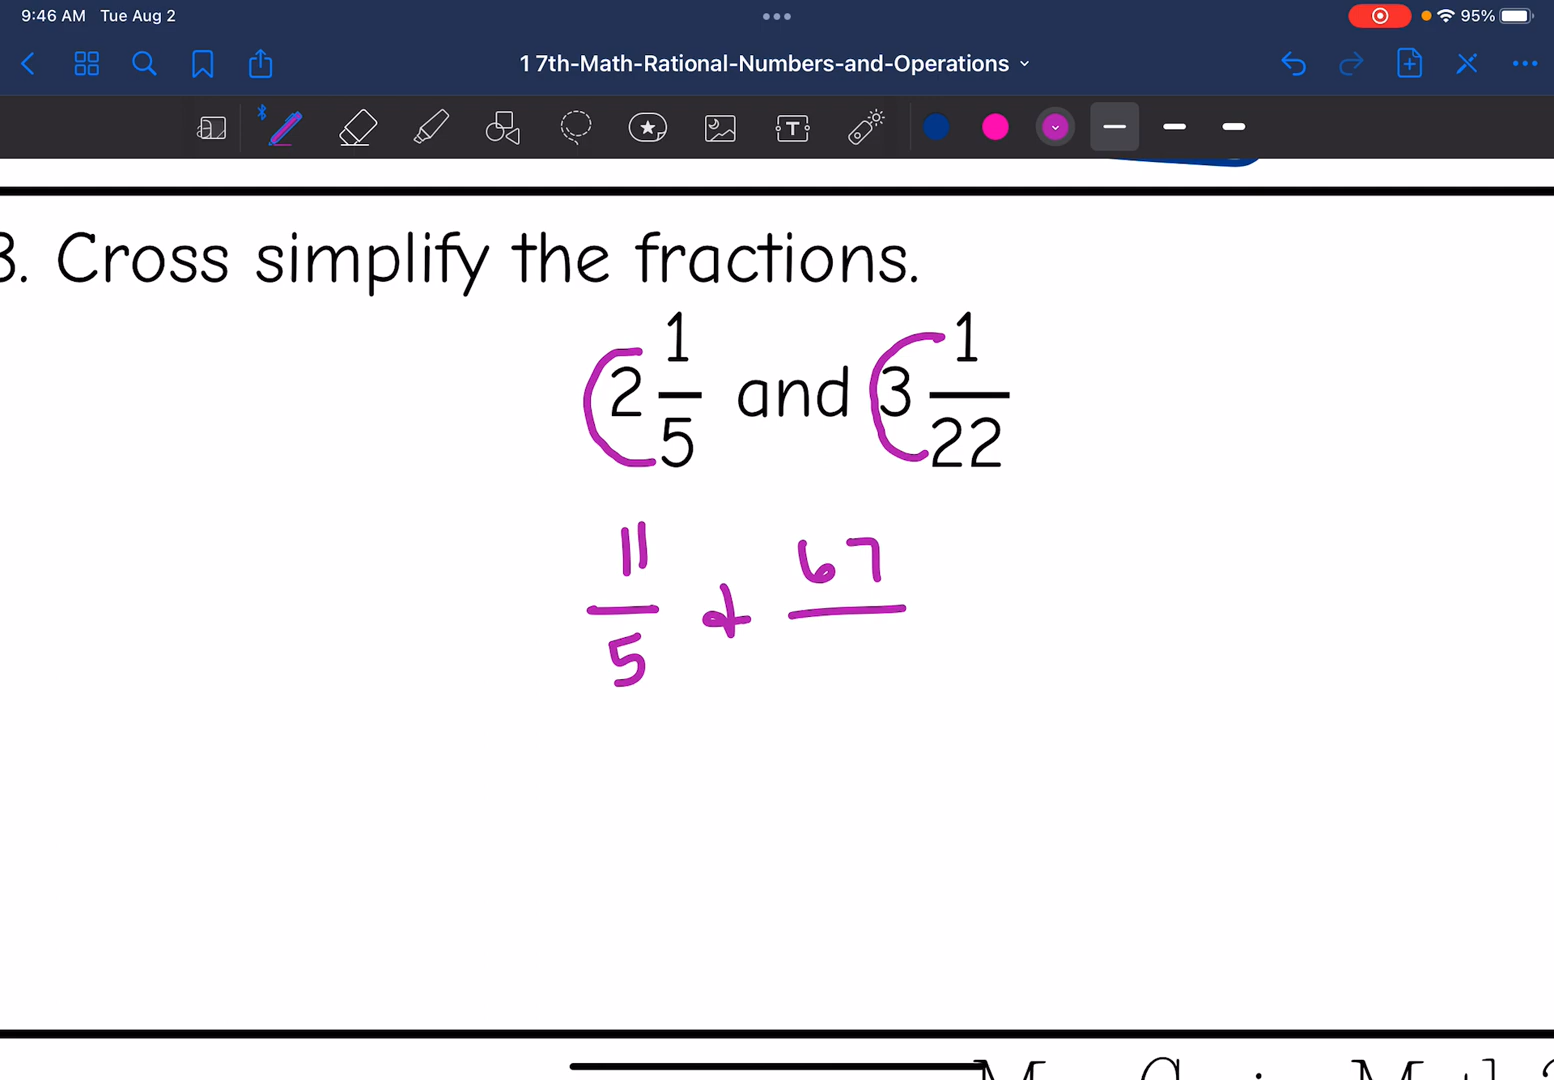 9:46 AM Tue Aug 2
95%
1 7th-Math-Rational-Numbers-and-Operations
T
3. Cross simplify the fractions.
2 1/5 and 3 1/22
11/5 & 67/